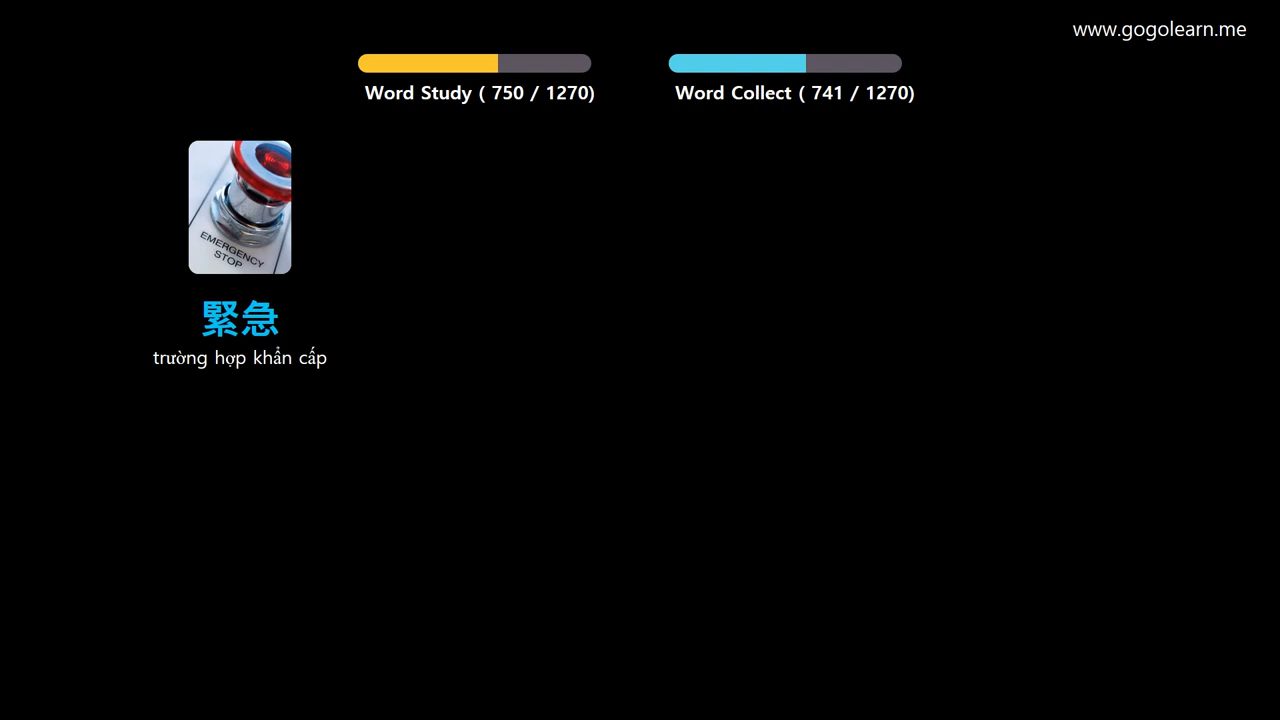 www.gogolearn.me
Word Study ( 750 / 1270)
Word Collect ( 741 / 1270)
EMERGENCY
STOP
緊急
trường hợp khẩn cấp